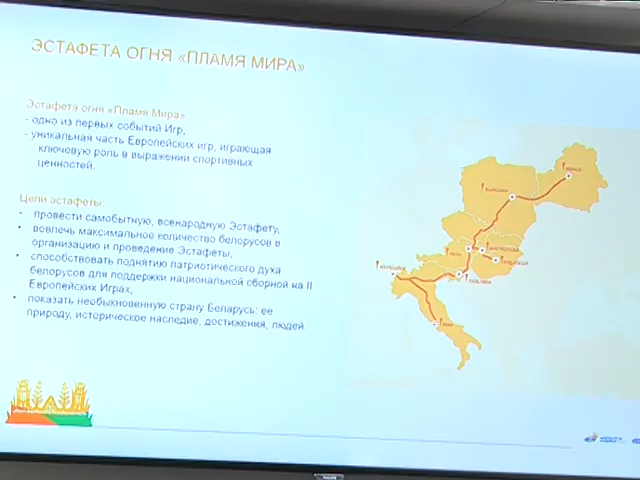 ЭСТАФЕТА ОГНЯ «ПЛАМЯ МИРА»
Эстафета огня «Пламя Мира»
- одно из первых событий Игр,
- уникальная часть Европейских игр, играющая
ключевую роль в выражении спортивных
ценностей.
Цели эстафеты:
• провести самобытную, всенародную Эстафету,
• вовлечь максимальное количество белорусов в
организацию и проведение Эстафеты,
• способствовать поднятию патриотического духа
белорусов для поддержки национальной сборной на II
Европейских Играх,
• показать необыкновенную страну Беларусь: ее
природу, историческое наследие, достижения, людей.